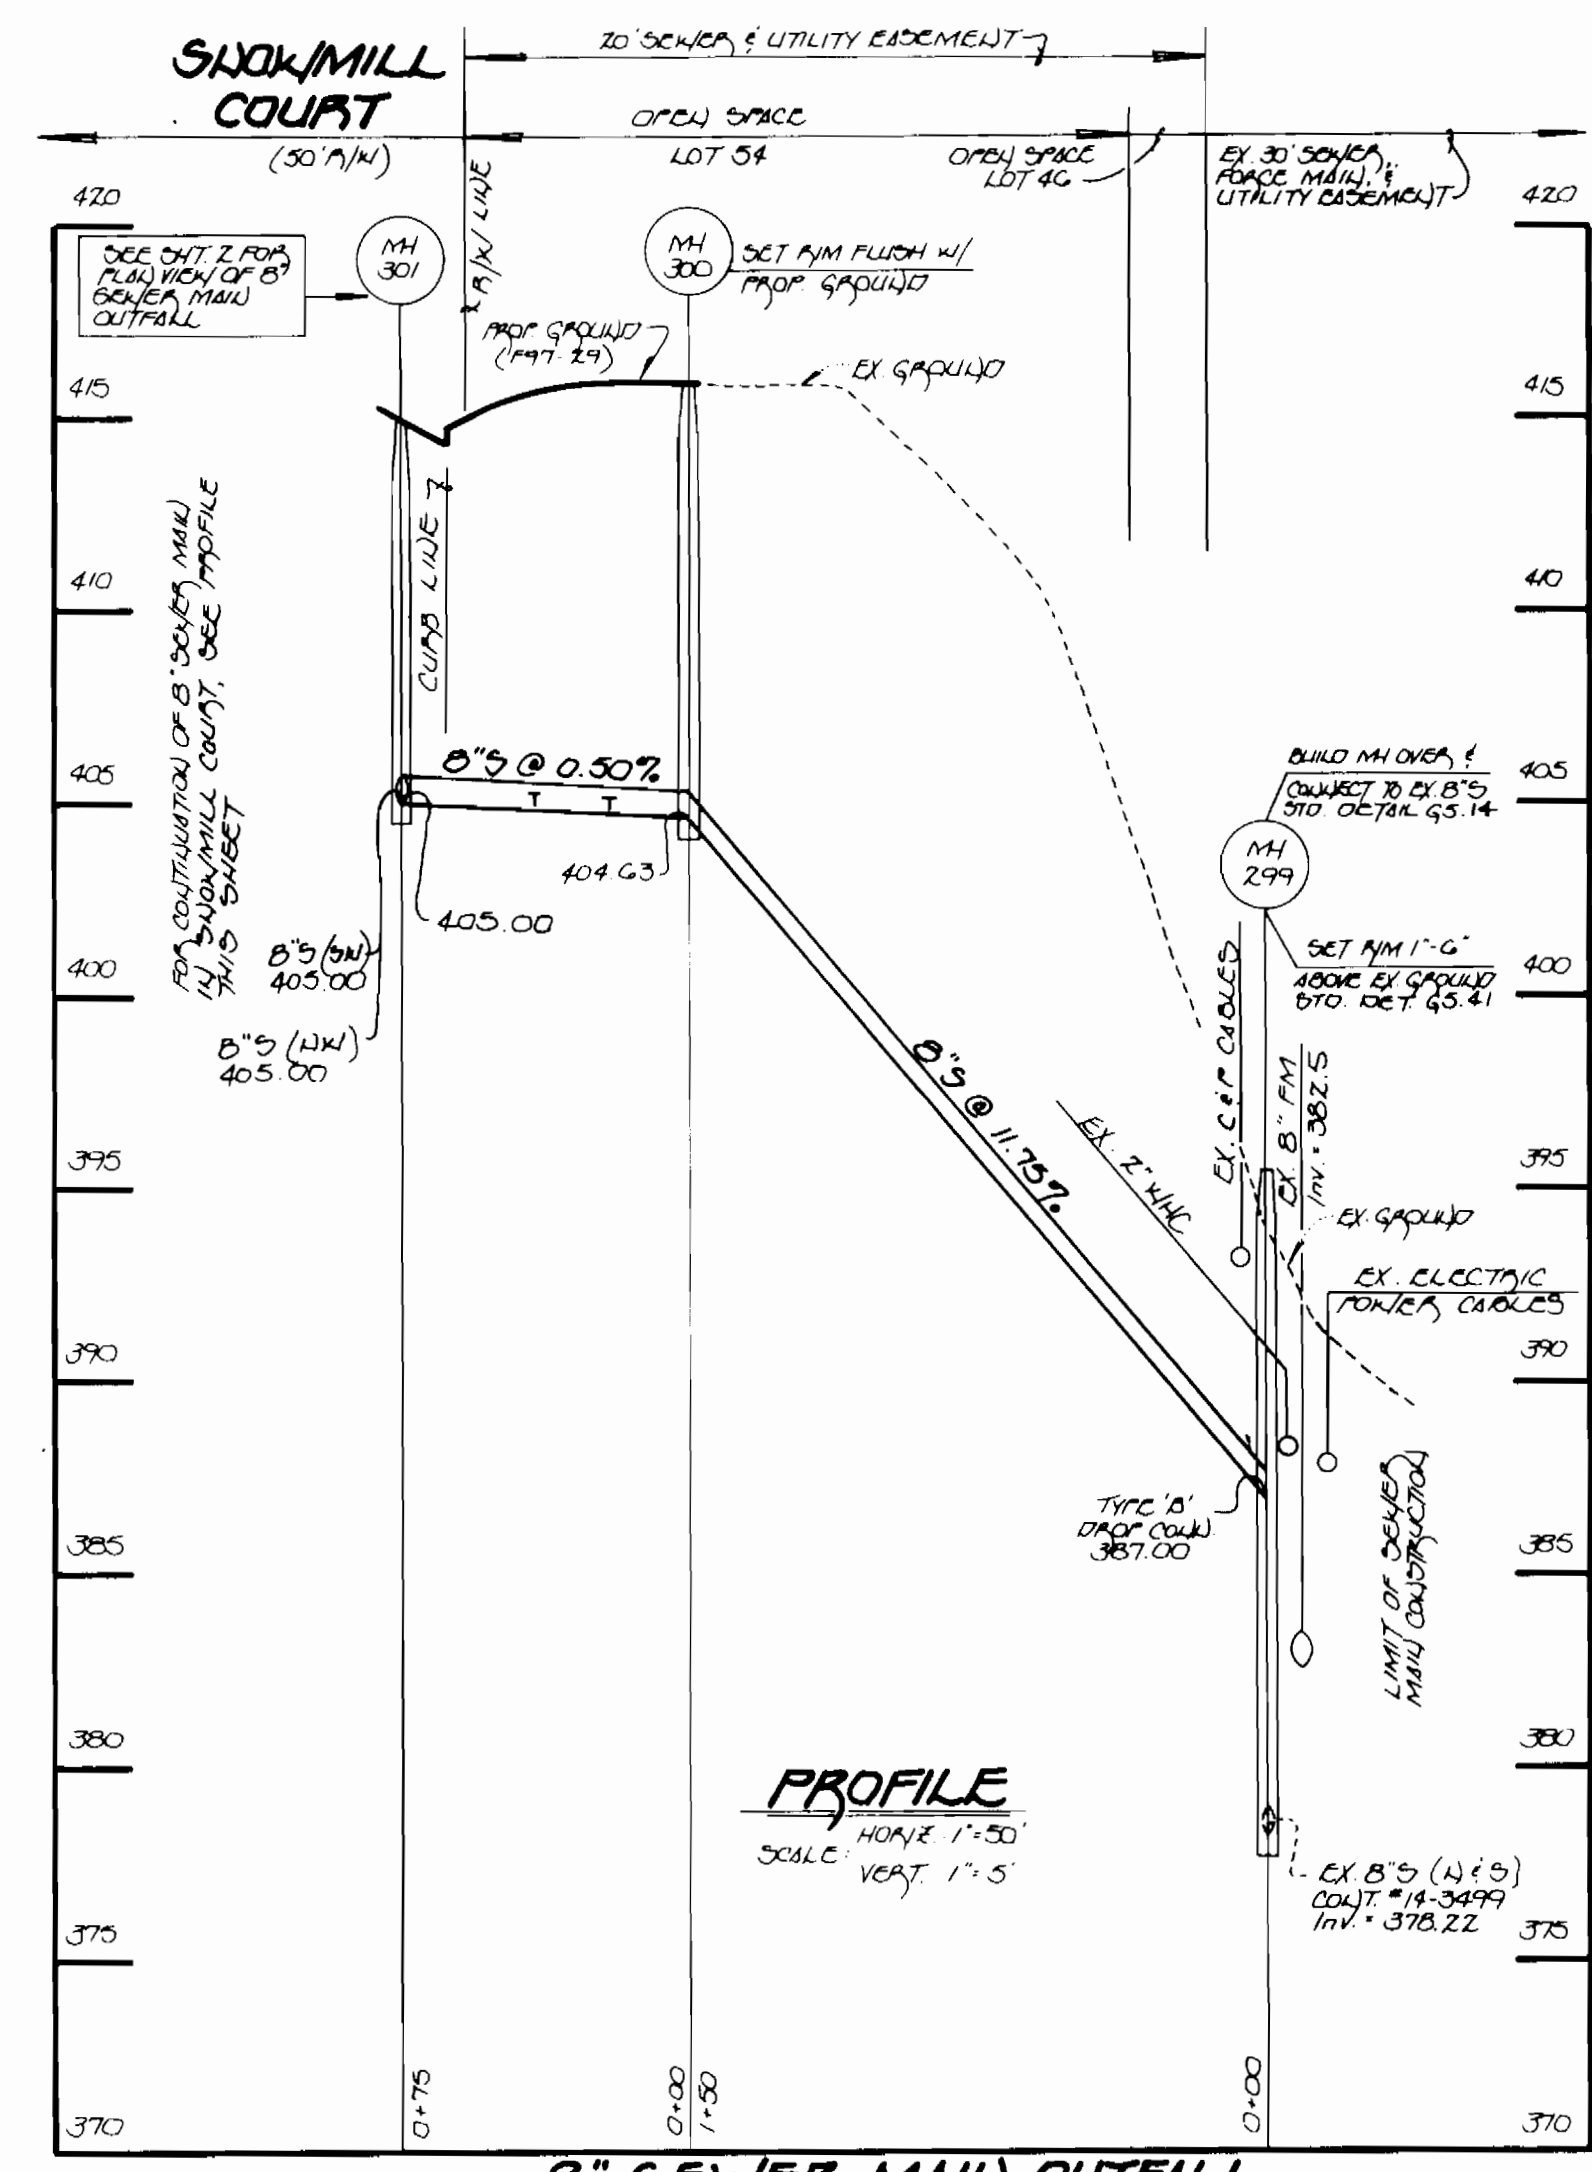 SNOWMILL
COURT
(50' R/W)
20' SEWER & UTILITY EASEMENT
OPEN SPACE
LOT 54
OPEN SPACE
LOT 46
EX. 30' SEWER,
FORCE MAIN, &
UTILITY EASEMENT
R/W LINE
420
420
SEE SHT. 2 FOR
PLAN VIEW OF 8"
SEWER MAIN
OUTFALL
MH
301
MH
300
SET RIM FLUSH W/
PROP. GROUND
PROP. GROUND
(F97-29)
EX. GROUND
415
415
CURB LINE
410
410
FOR CONTINUATION OF 8" SEWER MAIN
IN SNOWMILL COURT, SEE PROFILE
THIS SHEET
8"S @ 0.50%
T T
405
405
404.63
405.00
8"S (SW)
405.00
8"S (NW)
405.00
BUILD MH OVER &
CONNECT TO EX. 8"S
STD. DETAIL G5.14
MH
299
SET RIM 1'-6"
ABOVE EX. GROUND
STD. DET. G5.41
400
400
8"S @ 11.75%
EX. 2" WHC
EX. C&P CABLES
EX. 8" FM
INV. = 382.5
395
395
EX. GROUND
EX. ELECTRIC
POWER CABLES
390
390
TYPE 'B'
DROP CONN.
387.00
385
385
LIMIT OF SEWER
MAIN CONSTRUCTION
380
380
PROFILE
SCALE: HORIZ. 1"=50'
VERT. 1"=5'
EX. 8"S (N & S)
CONT. #14-3499
INV. = 378.22
375
375
0+75
0+00
1+50
0+00
370
370
8" SEWER MAIN OUTFALL